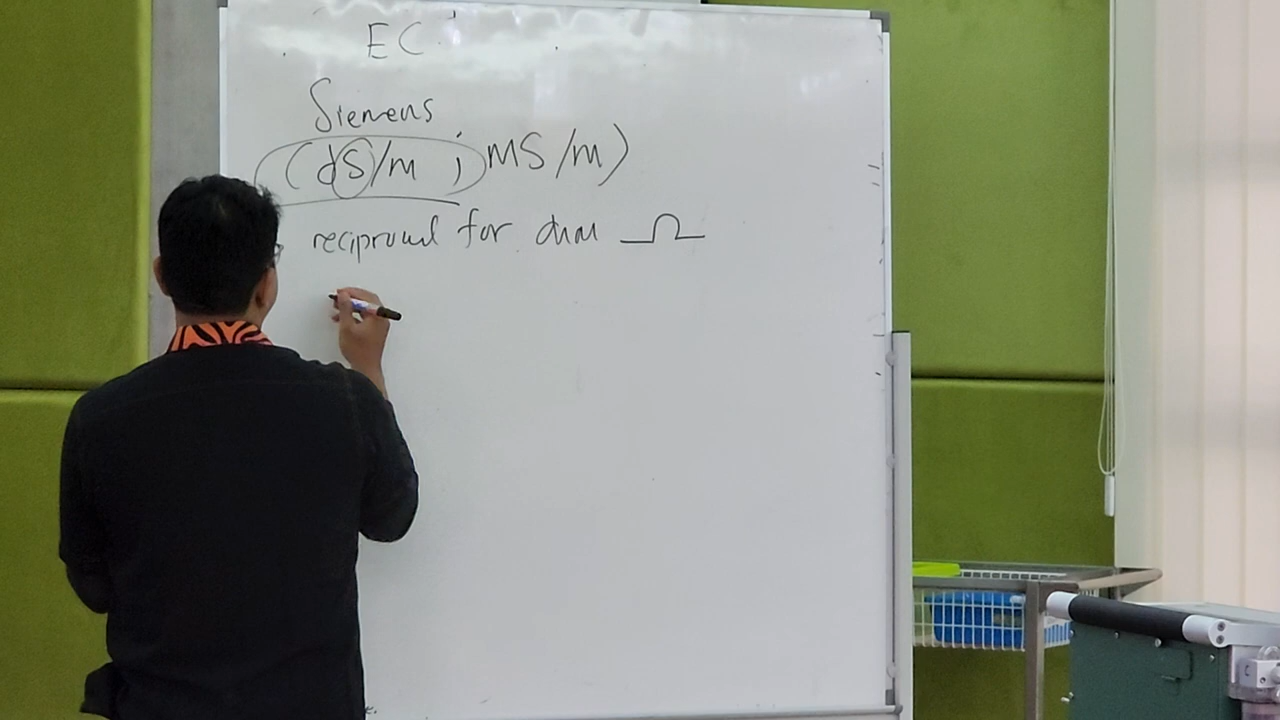 EC
Siemens
(dS/m ; MS/m)
reciprocal for ohm Ω